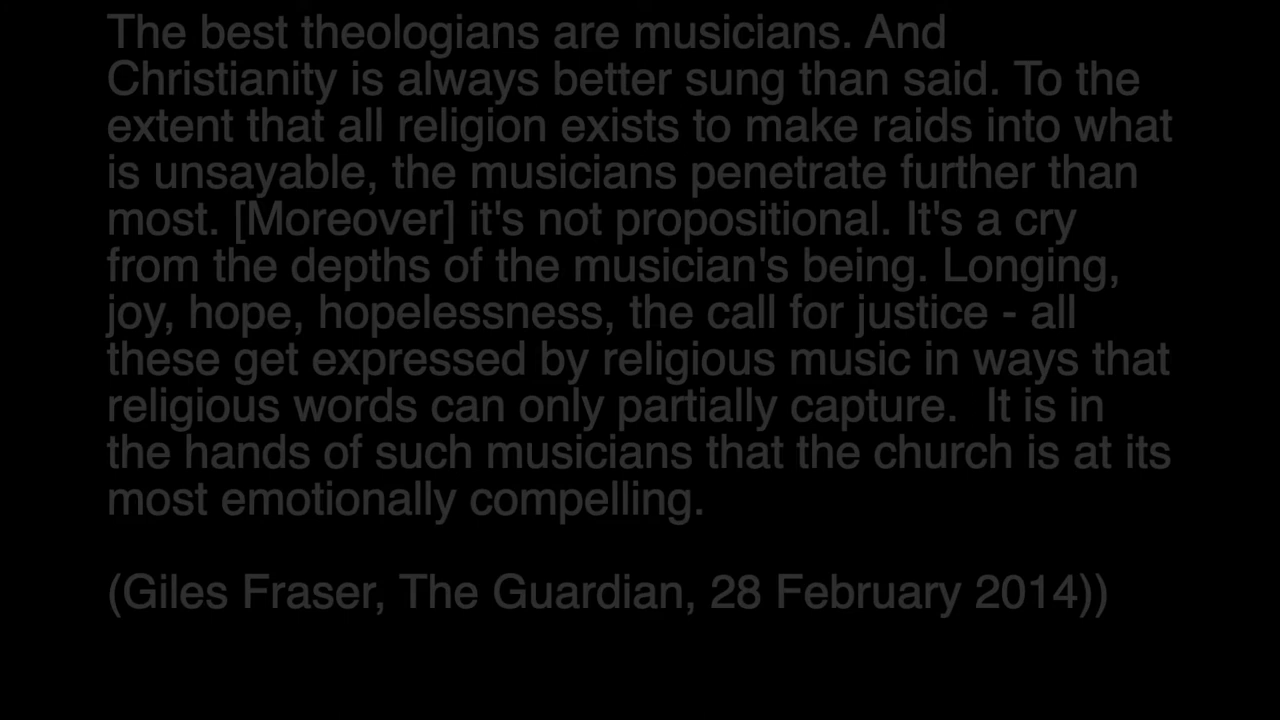 The best theologians are musicians. And
Christianity is always better sung than said. To the
extent that all religion exists to make raids into what
is unsayable, the musicians penetrate further than
most. [Moreover] it's not propositional. It's a cry
from the depths of the musician's being. Longing,
joy, hope, hopelessness, the call for justice - all
these get expressed by religious music in ways that
religious words can only partially capture.  It is in
the hands of such musicians that the church is at its
most emotionally compelling.
(Giles Fraser, The Guardian, 28 February 2014))